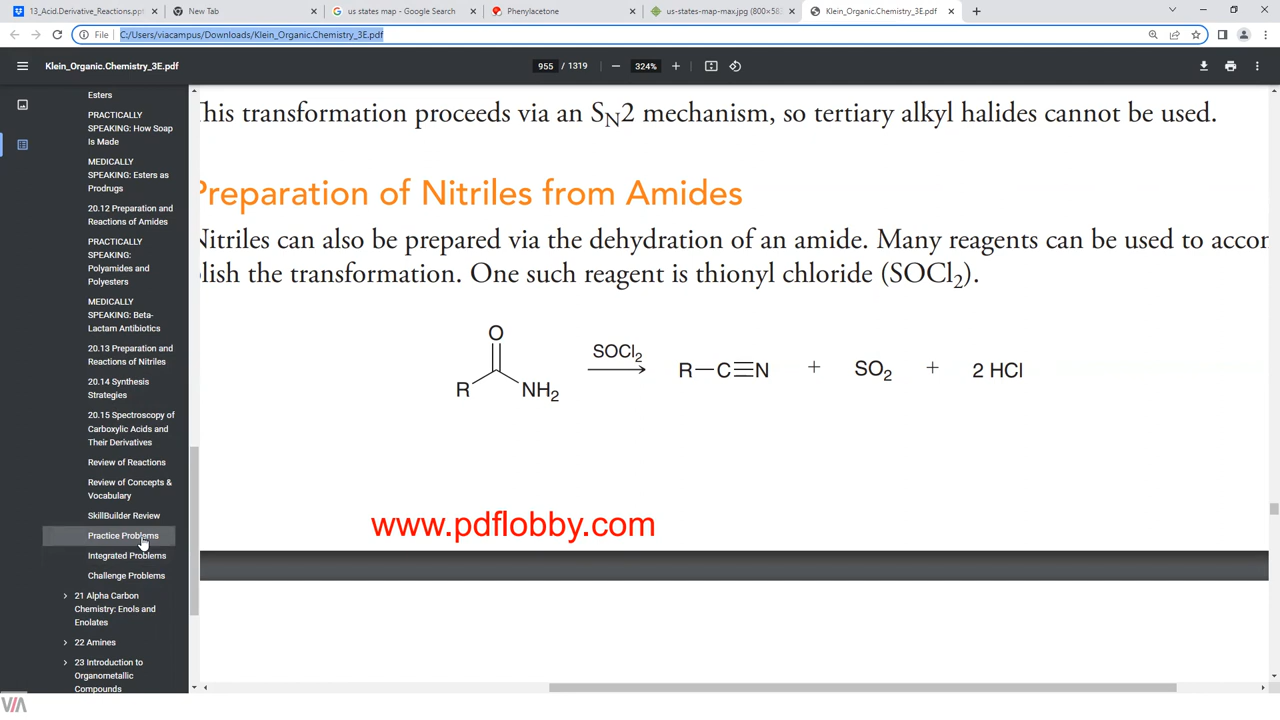 13_Acid.Derivative_Reactions.ppt
New Tab
us states map - Google Search
Phenylacetone
us-states-map-max.jpg (800×58
Klein_Organic.Chemistry_3E.pdf
File
C:/Users/viacampus/Downloads/Klein_Organic.Chemistry_3E.pdf
Klein_Organic.Chemistry_3E.pdf
955 / 1319
324%
Esters
PRACTICALLY
SPEAKING: How Soap
Is Made
MEDICALLY
SPEAKING: Esters as
Prodrugs
20.12 Preparation and
Reactions of Amides
PRACTICALLY
SPEAKING:
Polyamides and
Polyesters
MEDICALLY
SPEAKING: Beta-
Lactam Antibiotics
20.13 Preparation and
Reactions of Nitriles
20.14 Synthesis
Strategies
20.15 Spectroscopy of
Carboxylic Acids and
Their Derivatives
Review of Reactions
Review of Concepts &
Vocabulary
SkillBuilder Review
Practice Problems
Integrated Problems
Challenge Problems
21 Alpha Carbon
Chemistry: Enols and
Enolates
22 Amines
23 Introduction to
Organometallic
Compounds
This transformation proceeds via an SN2 mechanism, so tertiary alkyl halides cannot be used.
Preparation of Nitriles from Amides
Nitriles can also be prepared via the dehydration of an amide. Many reagents can be used to accom
plish the transformation. One such reagent is thionyl chloride (SOCl2).
O
R
NH2
SOCl2
R—C≡N + SO2 + 2 HCl
www.pdflobby.com
VIA